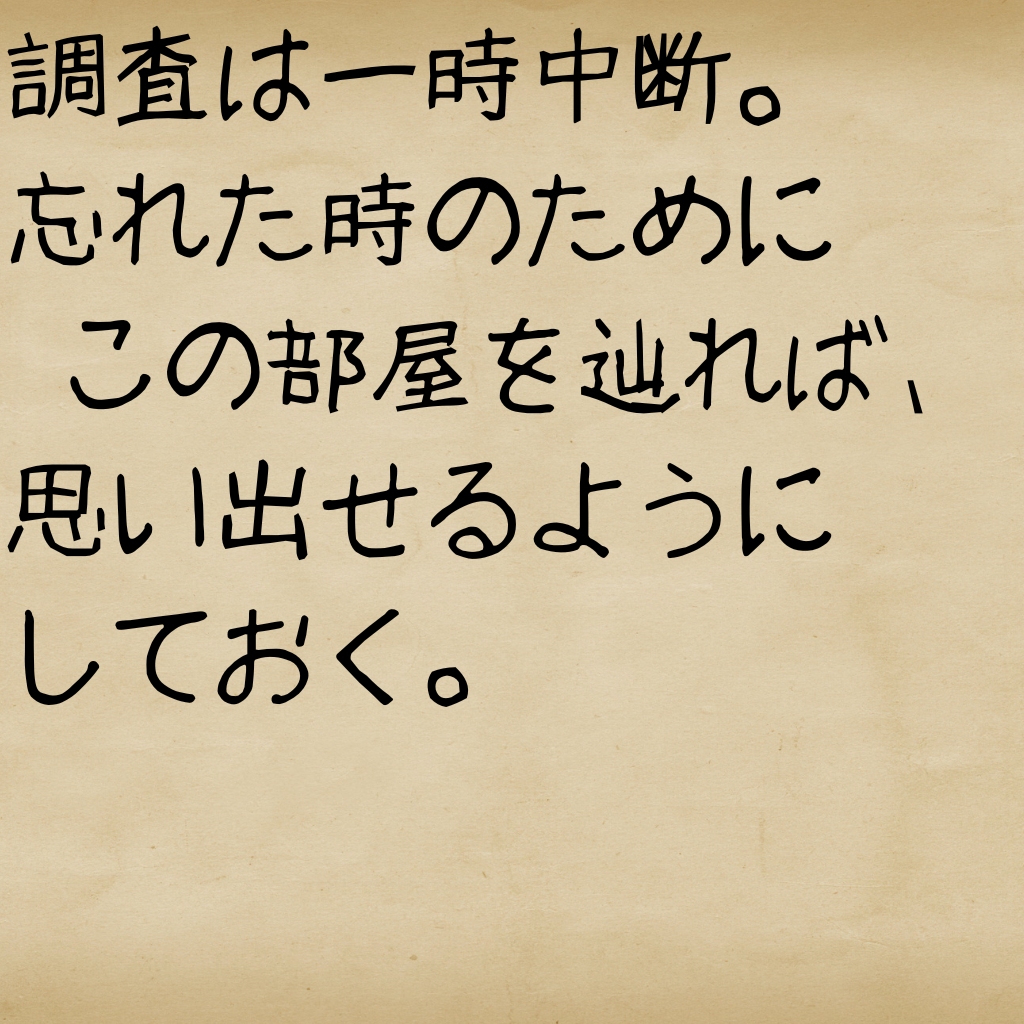 調査は一時中断。
忘れた時のために
この部屋を辿れば、
思い出せるように
しておく。